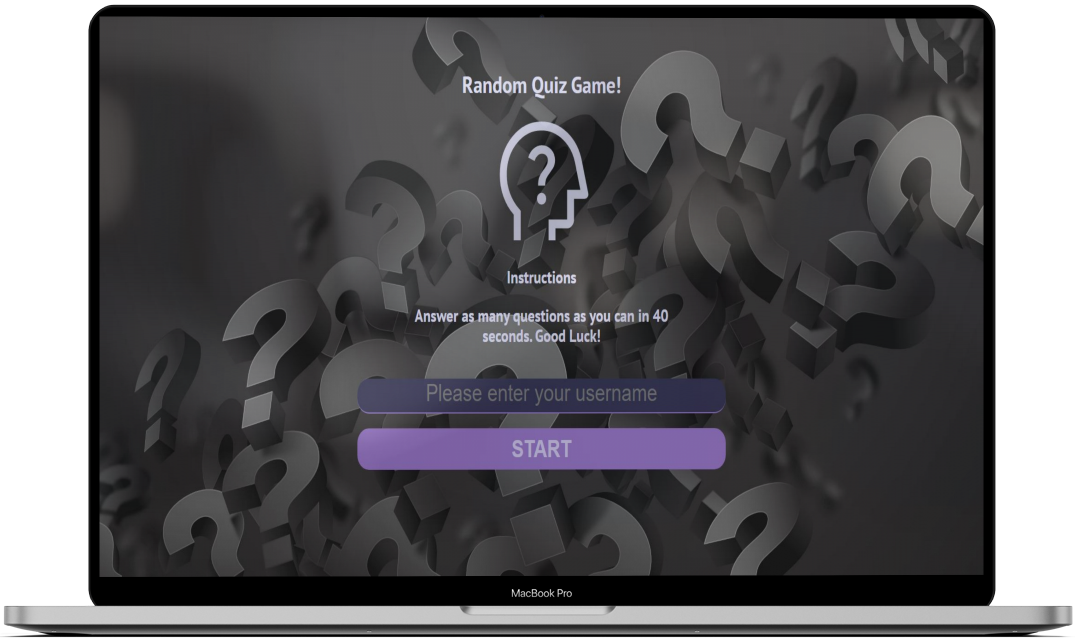 Random Quiz Game!
Instructions
Answer as many questions as you can in 40
seconds. Good Luck!
Please enter your username
START
MacBook Pro